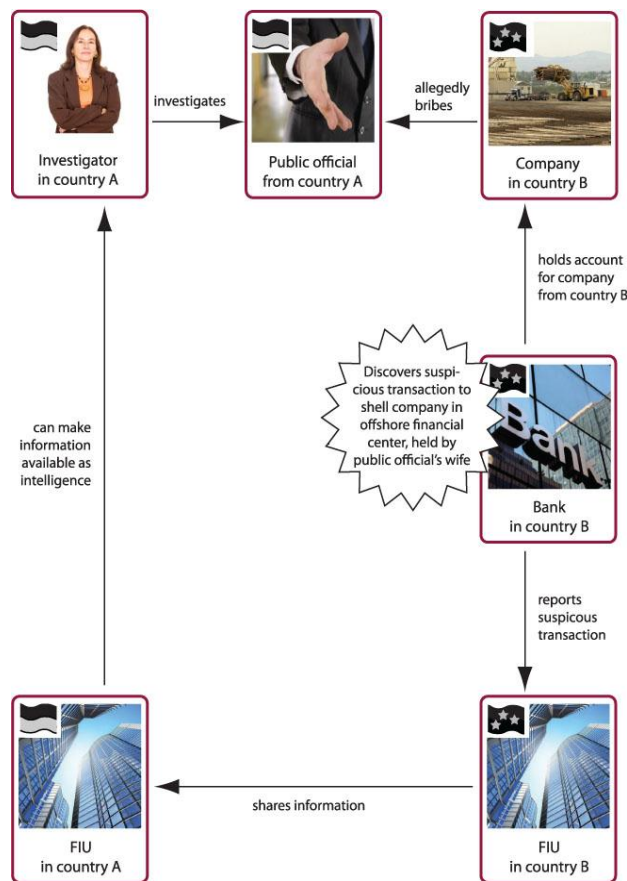 investigates
allegedly
bribes
Investigator
in country A
Public official
from country A
Company
in country B
holds account
for company
from country B
Discovers suspi-
cious transaction to
shell company in
offshore financial
center, held by
public official's wife
Bank
Bank
in country B
can make
information
available as
intelligence
reports
suspicous
transaction
shares information
FIU
in country A
FIU
in country B